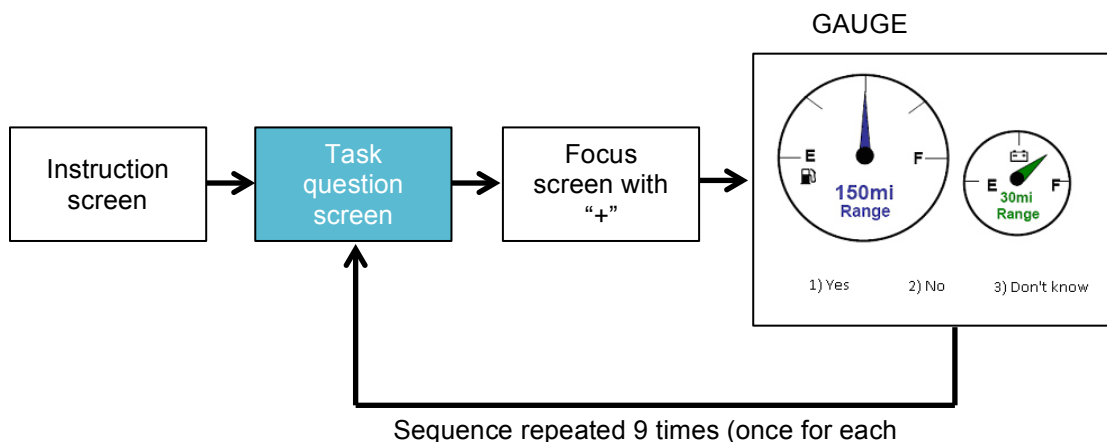 GAUGE
Instruction
screen
Task
question
screen
Focus
screen with
“+”
E
F
150mi
Range
E
F
30mi
Range
1) Yes
2) No
3) Don't know
Sequence repeated 9 times (once for each